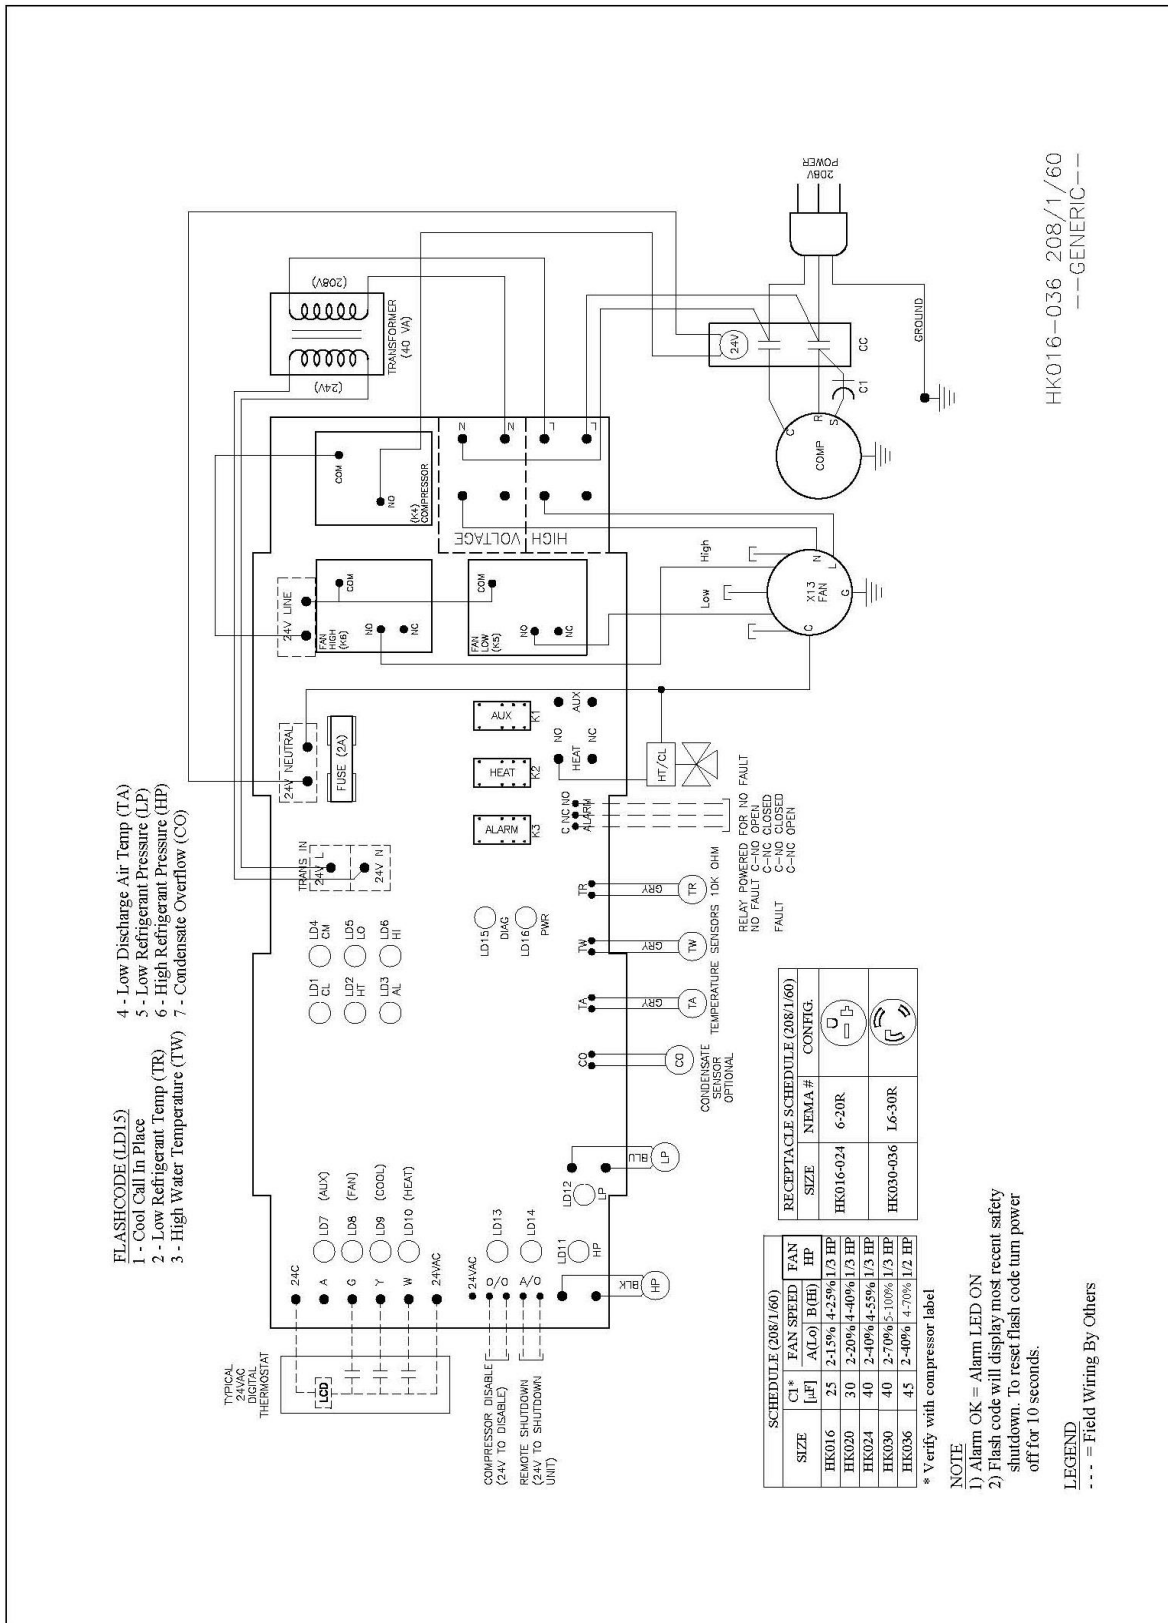 FLASHCODE (LD15)
1 - Cool Call In Place
2 - Low Refrigerant Temp (TR)
3 - High Water Temperature (TW)
4 - Low Discharge Air Temp (TA)
5 - Low Refrigerant Pressure (LP)
6 - High Refrigerant Pressure (HP)
7 - Condensate Overflow (CO)
TYPICAL
24VAC
DIGITAL
THERMOSTAT
LCD
24C
A
G
Y
W
24VAC
LD7 (AUX)
LD8 (FAN)
LD9 (COOL)
LD10 (HEAT)
LD1
CL
LD2
HT
LD3
AL
LD4
CM
LD5
LO
LD6
HI
TRANS IN
24V L
24V N
24V NEUTRAL
FUSE (2A)
24V LINE
FAN
HIGH
(K6)
COM
NO
NC
COM
NO
(K4)
COMPRESSOR
(24V)
(208V)
TRANSFORMER
(40 VA)
HIGH VOLTAGE
N
N
L
L
FAN
LOW
(K5)
COM
NO
NC
24VAC
COMPRESSOR DISABLE
(24V TO DISABLE)
REMOTE SHUTDOWN
(24V TO SHUTDOWN
UNIT)
C/D
LD13
C/A
LD14
LD11
HP
LD12
LP
BLK
HP
BLU
LP
LD15
DIAG
LD16
PWR
ALARM
K3
HEAT
K2
AUX
K1
NO
HEAT
NC
AUX
C NC NO
ALARM
CO
TA
TW
TR
GRY
GRY
GRY
CO
TA
TW
TR
CONDENSATE
SENSOR
OPTIONAL
TEMPERATURE SENSORS 10K OHM
RELAY POWERED FOR NO FAULT
NO FAULT C-NO OPEN
C-NC CLOSED
FAULT C-NO CLOSED
C-NC OPEN
HT/CL
Low
High
X13
FAN
C
N
L
G
COMP
C
R
S
C1
24V
CC
GROUND
208V
POWER
SCHEDULE (208/1/60)
SIZE C1* [µF] FAN SPEED A(Lo) B(Hi) FAN HP
HK016 25 2-15% 4-25% 1/3 HP
HK020 30 2-20% 4-40% 1/3 HP
HK024 40 2-40% 4-55% 1/3 HP
HK030 40 2-70% 5-100% 1/3 HP
HK036 45 2-40% 4-70% 1/2 HP
* Verify with compressor label
RECEPTACLE SCHEDULE (208/1/60)
SIZE NEMA # CONFIG.
HK016-024 6-20R
HK030-036 L6-30R
NOTE
1) Alarm OK = Alarm LED ON
2) Flash code will display most recent safety
shutdown. To reset flash code turn power
off for 10 seconds.
LEGEND
- - - = Field Wiring By Others
HK016-036 208/1/60
--GENERIC--